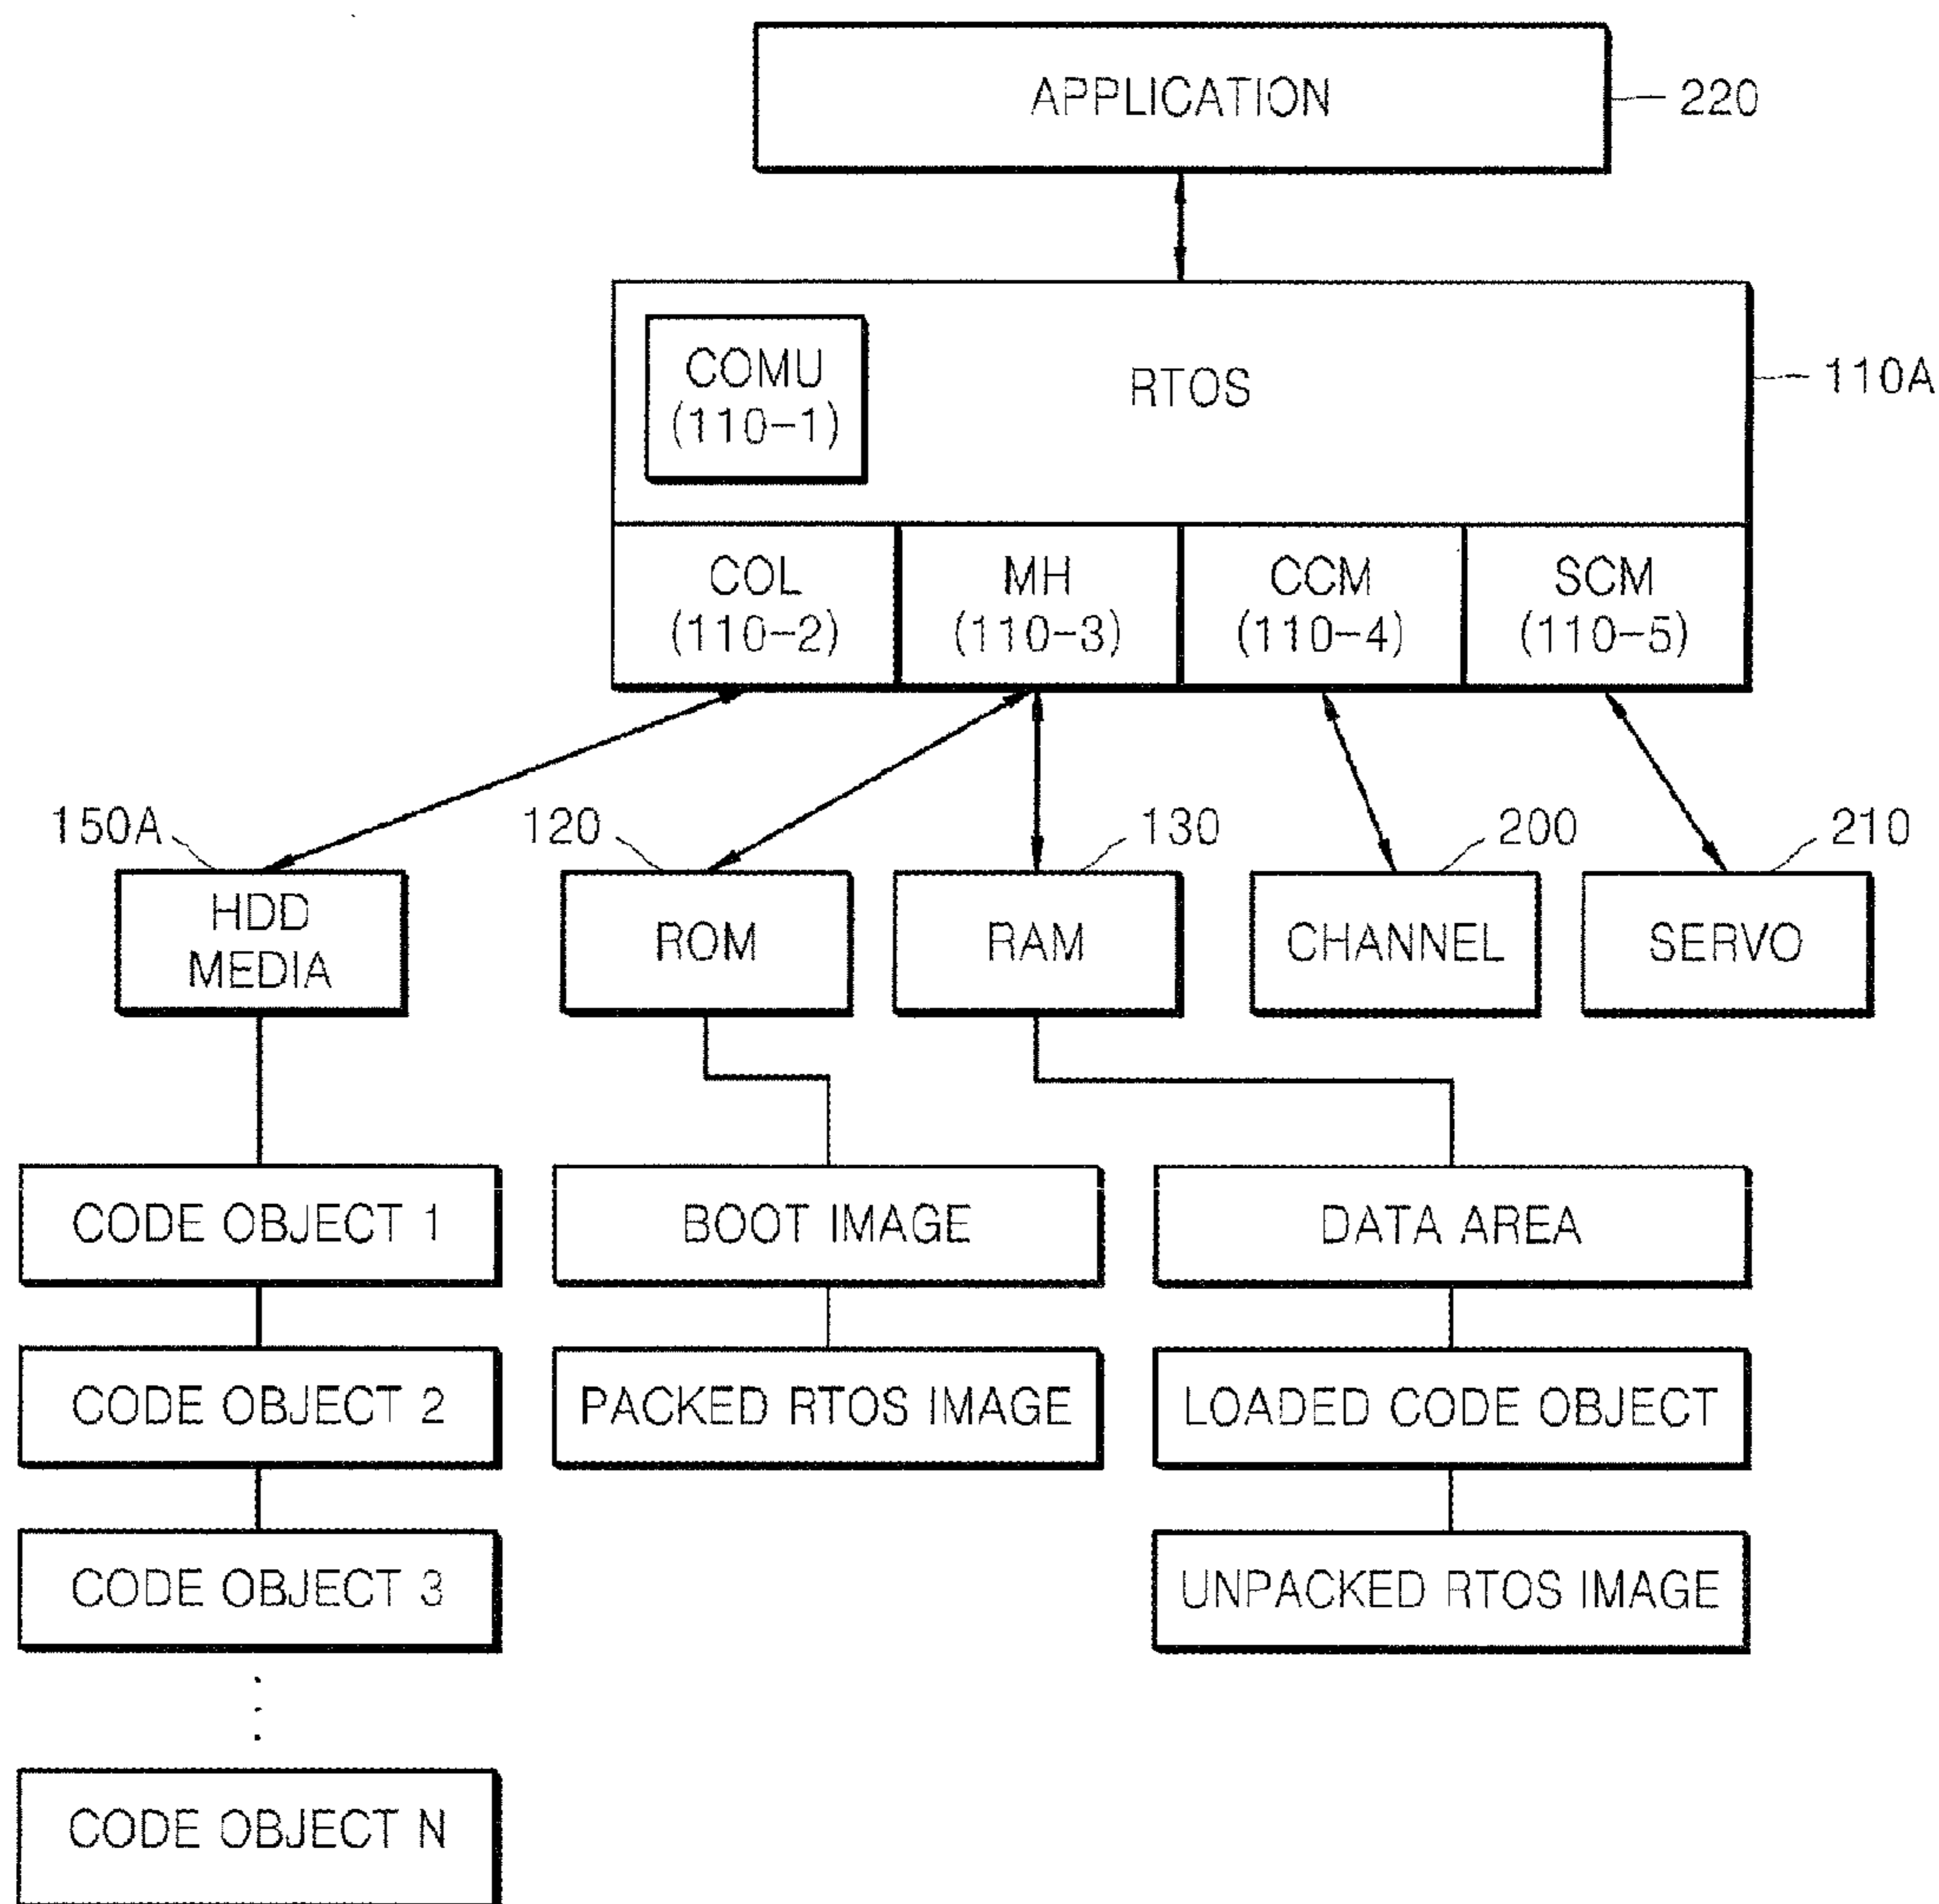 APPLICATION
220
COMU
(110-1)
RTOS
110A
COL
(110-2)
MH
(110-3)
CCM
(110-4)
SCM
(110-5)
150A
120
130
200
210
HDD
MEDIA
ROM
RAM
CHANNEL
SERVO
CODE OBJECT 1
BOOT IMAGE
DATA AREA
CODE OBJECT 2
PACKED RTOS IMAGE
LOADED CODE OBJECT
CODE OBJECT 3
UNPACKED RTOS IMAGE
CODE OBJECT N